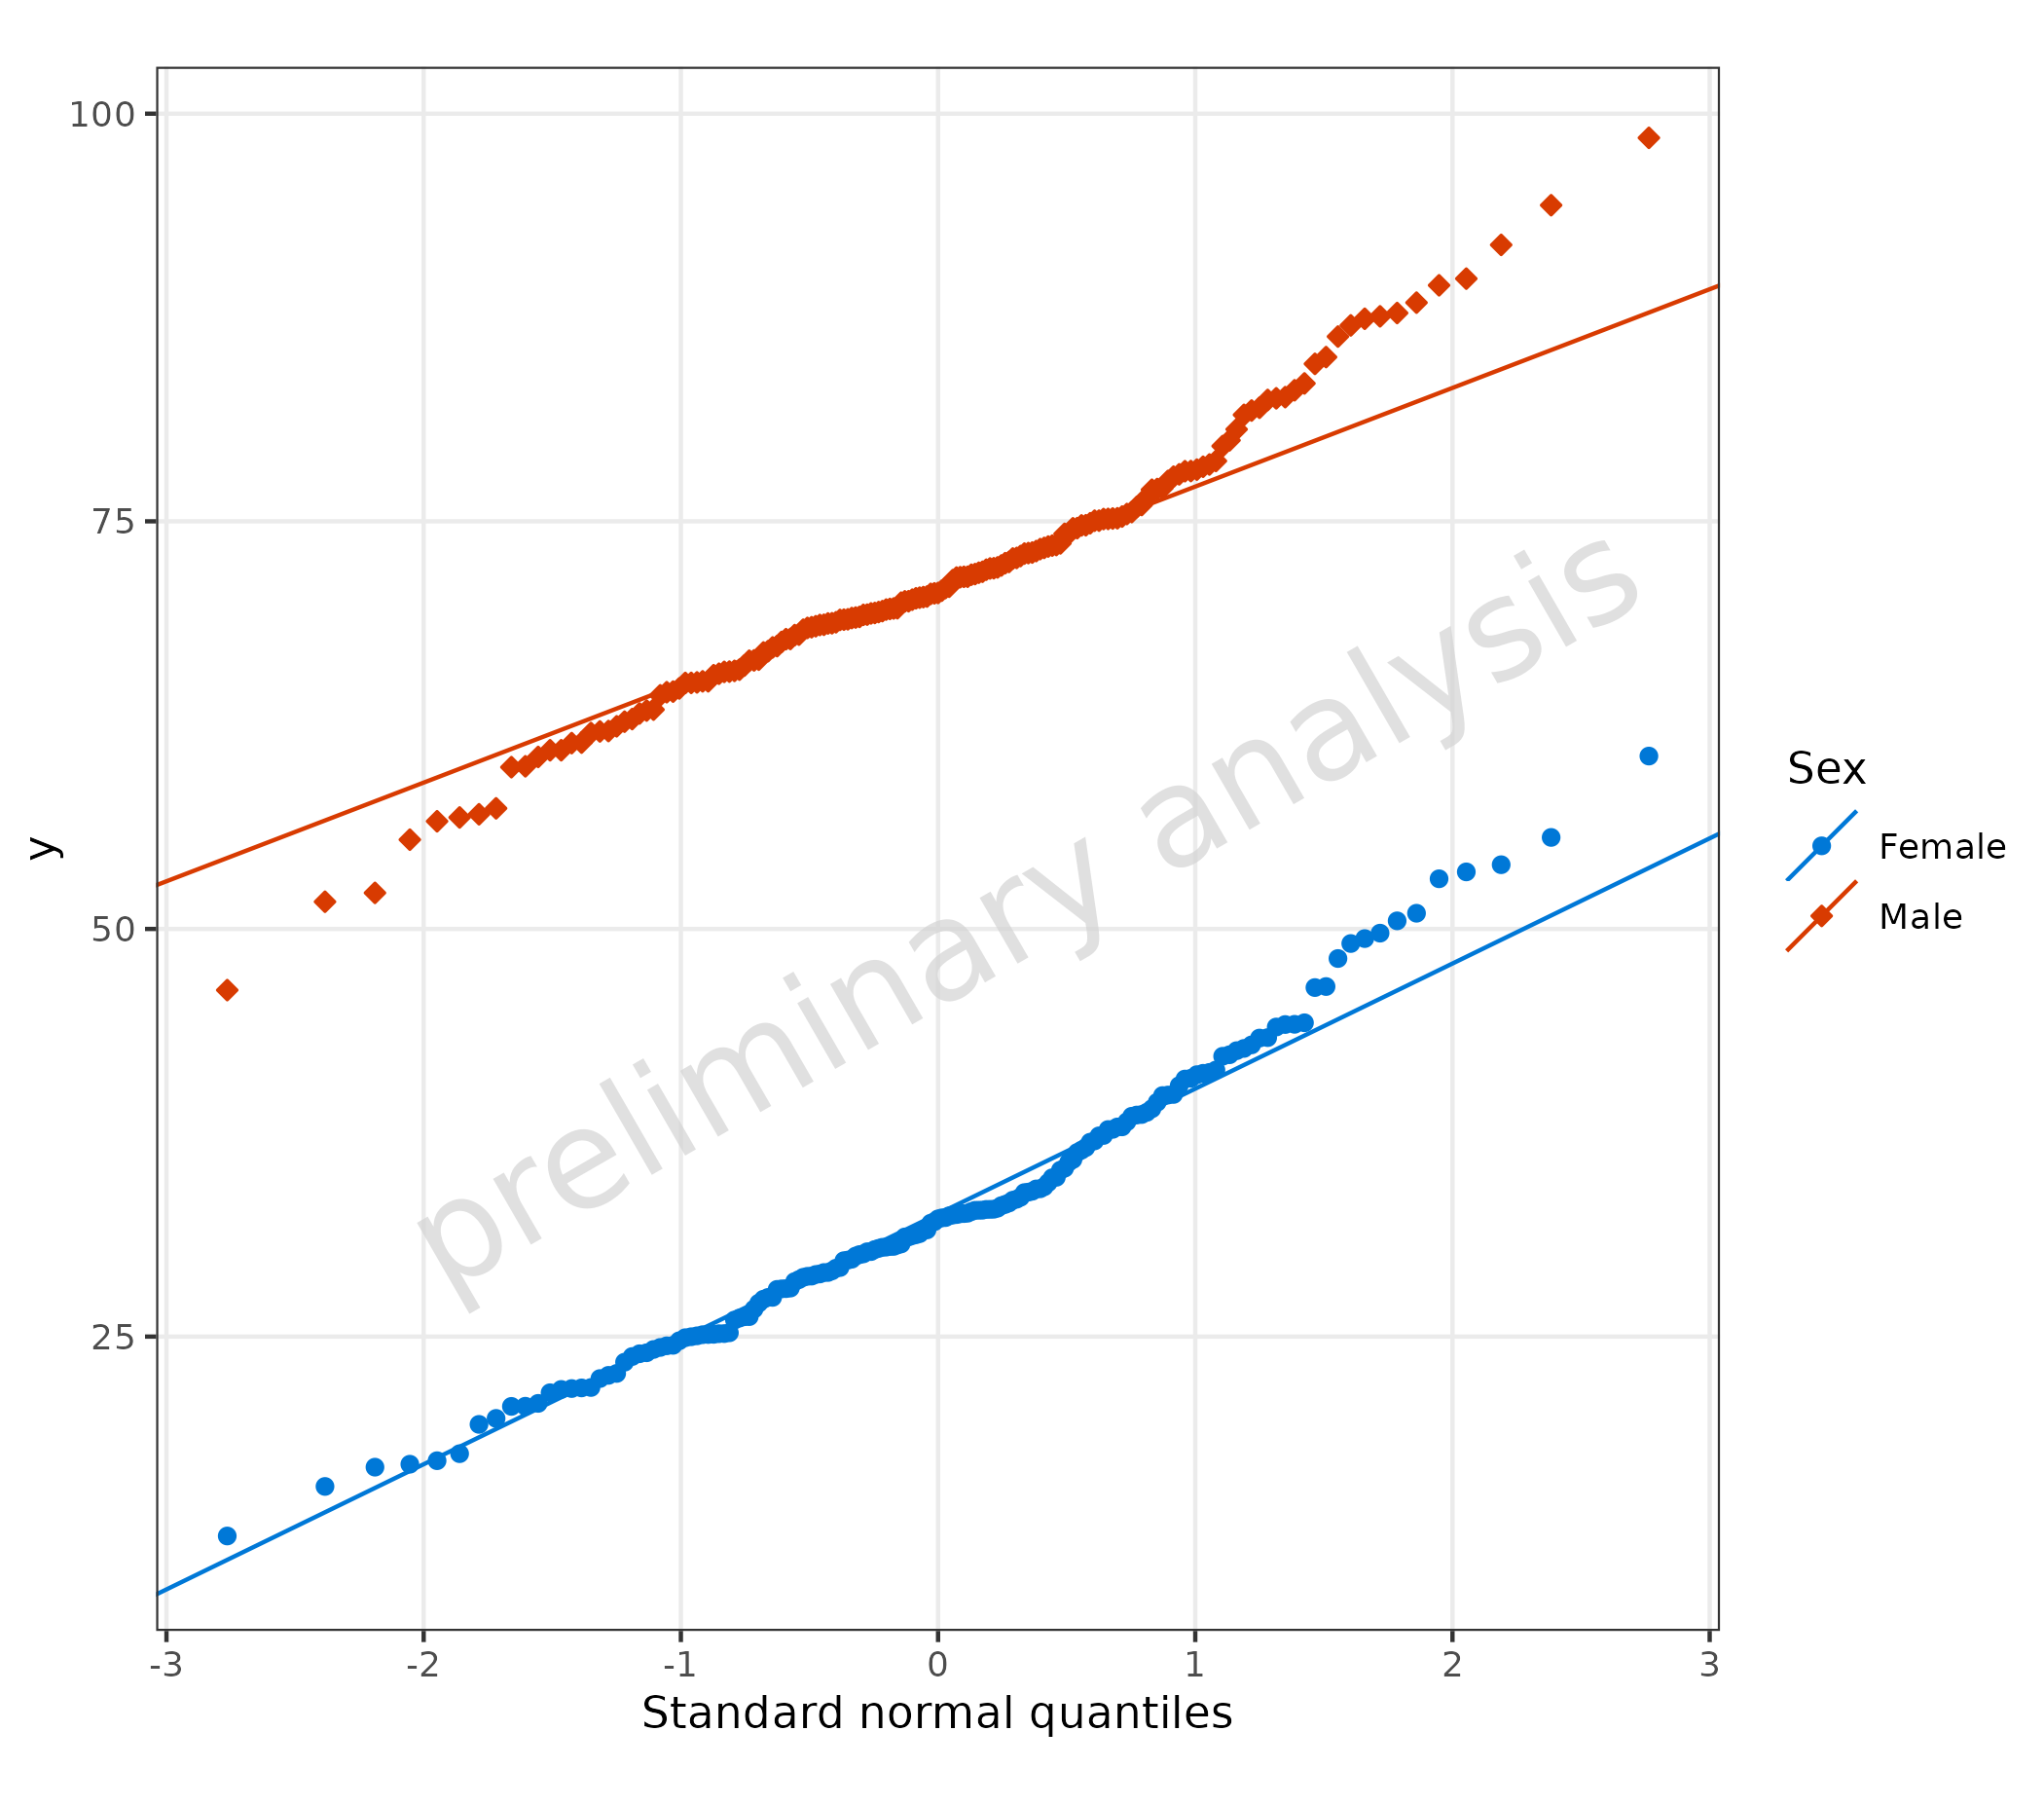 100
75
50
25
y
preliminary analysis
-3 -2 -1 0 1 2 3
Standard normal quantiles
Sex
Female
Male